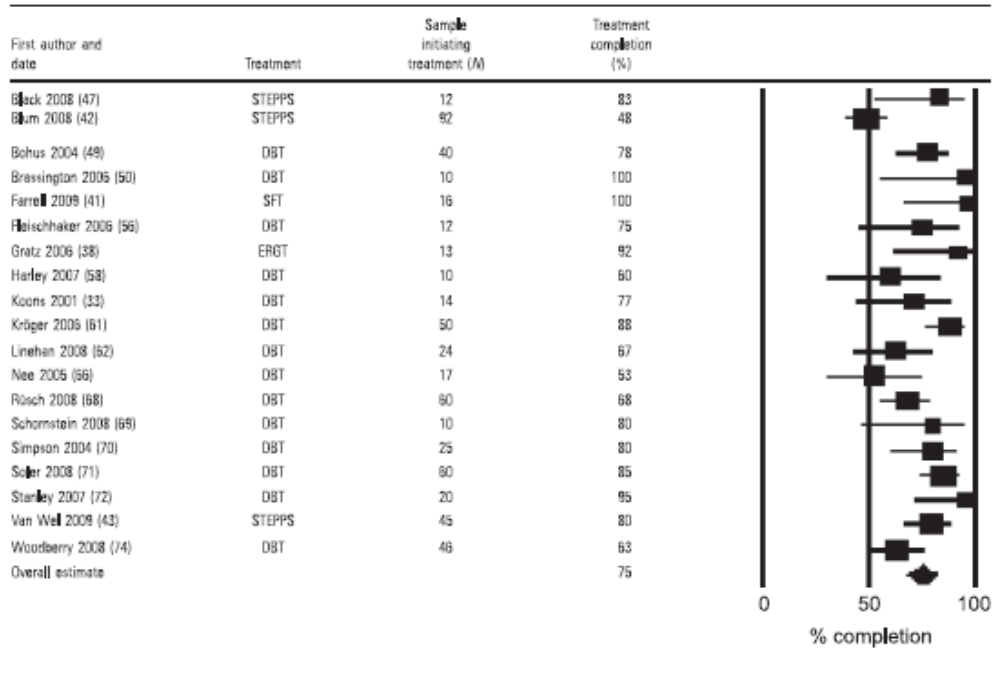 First author and date Treatment Sample initiating treatment (N) Treatment completion (%)
Black 2008 (47) STEPPS 12 83
Blum 2008 (42) STEPPS 92 48
Bohus 2004 (49) DBT 40 78
Brassington 2006 (50) DBT 10 100
Farrell 2009 (41) SFT 16 100
Fleischhaker 2006 (56) DBT 12 75
Gratz 2006 (38) ERGT 13 92
Harley 2007 (58) DBT 10 60
Koons 2001 (33) DBT 14 77
Kröger 2006 (61) DBT 50 88
Linehan 2008 (62) DBT 24 67
Nee 2005 (66) DBT 17 53
Rüsch 2008 (68) DBT 60 68
Schornstein 2008 (69) DBT 10 80
Simpson 2004 (70) DBT 25 80
Soler 2008 (71) DBT 60 85
Stanley 2007 (72) DBT 20 95
Van Wel 2009 (43) STEPPS 45 80
Woodberry 2008 (74) DBT 46 63
Overall estimate 75
0 50 100
% completion